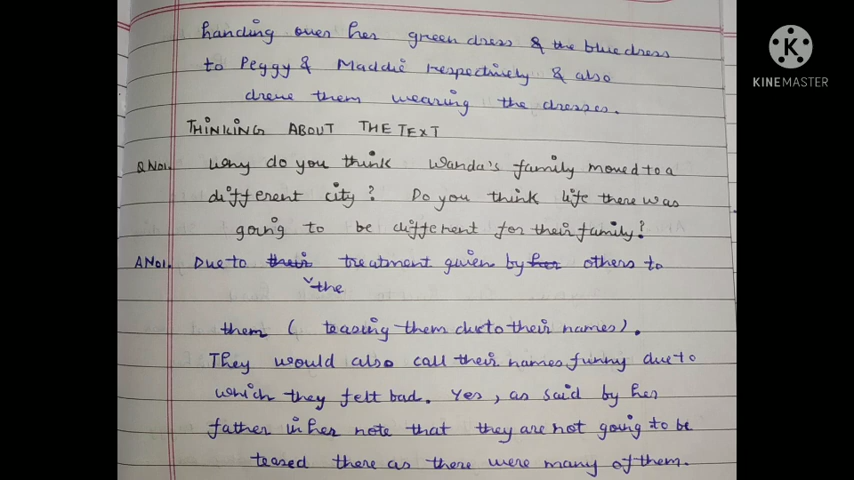 handing over her green dress & the blue dress
to Peggy & Maddie respectively & also
drew them wearing the dresses.
THINKING ABOUT THE TEXT
Q NO1. Why do you think Wanda's family moved to a
different city? Do you think life there was
going to be different for their family?
A NO1. Due to their treatment given by her others to
the
them (teasing them due to their names).
They would also call their names funny due to
which they felt bad. Yes, as said by her
father in her note that they are not going to be
teased there as there were many of them.
K
KINEMASTER